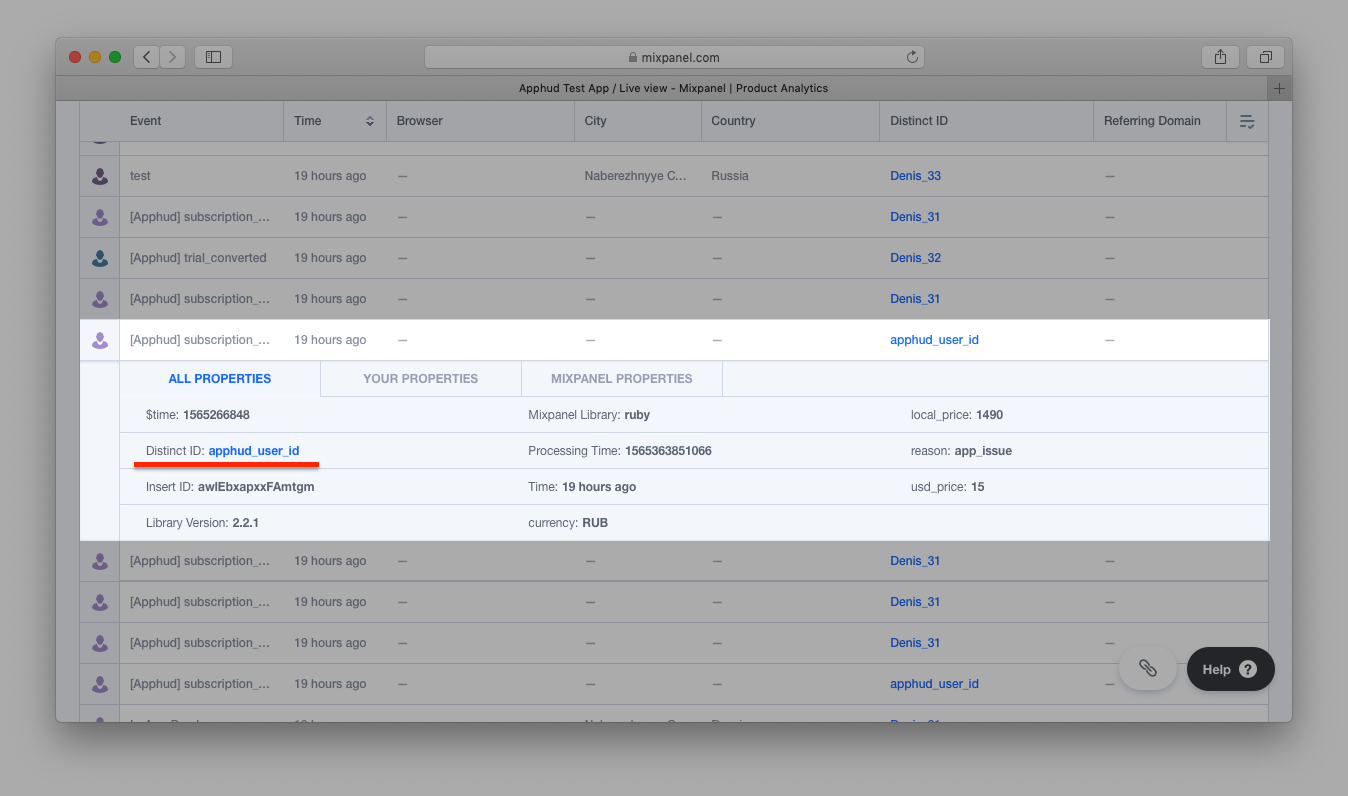 mixpanel.com
Apphud Test App / Live view - Mixpanel | Product Analytics
Event Time Browser City Country Distinct ID Referring Domain
test 19 hours ago — Naberezhnyye C... Russia Denis_33 —
[Apphud] subscription_... 19 hours ago — — — Denis_31 —
[Apphud] trial_converted 19 hours ago — — — Denis_32 —
[Apphud] subscription_... 19 hours ago — — — Denis_31 —
[Apphud] subscription_... 19 hours ago — — — apphud_user_id —
ALL PROPERTIES YOUR PROPERTIES MIXPANEL PROPERTIES
$time: 1565266848 Mixpanel Library: ruby local_price: 1490
Distinct ID: apphud_user_id Processing Time: 1565363851066 reason: app_issue
Insert ID: awlEbxapxxFAmtgm Time: 19 hours ago usd_price: 15
Library Version: 2.2.1 currency: RUB
[Apphud] subscription_... 19 hours ago — — — Denis_31 —
[Apphud] subscription_... 19 hours ago — — — Denis_31 —
[Apphud] subscription_... 19 hours ago — — — Denis_31 —
[Apphud] subscription_... 19 hours ago — — — apphud_user_id —
Help ?